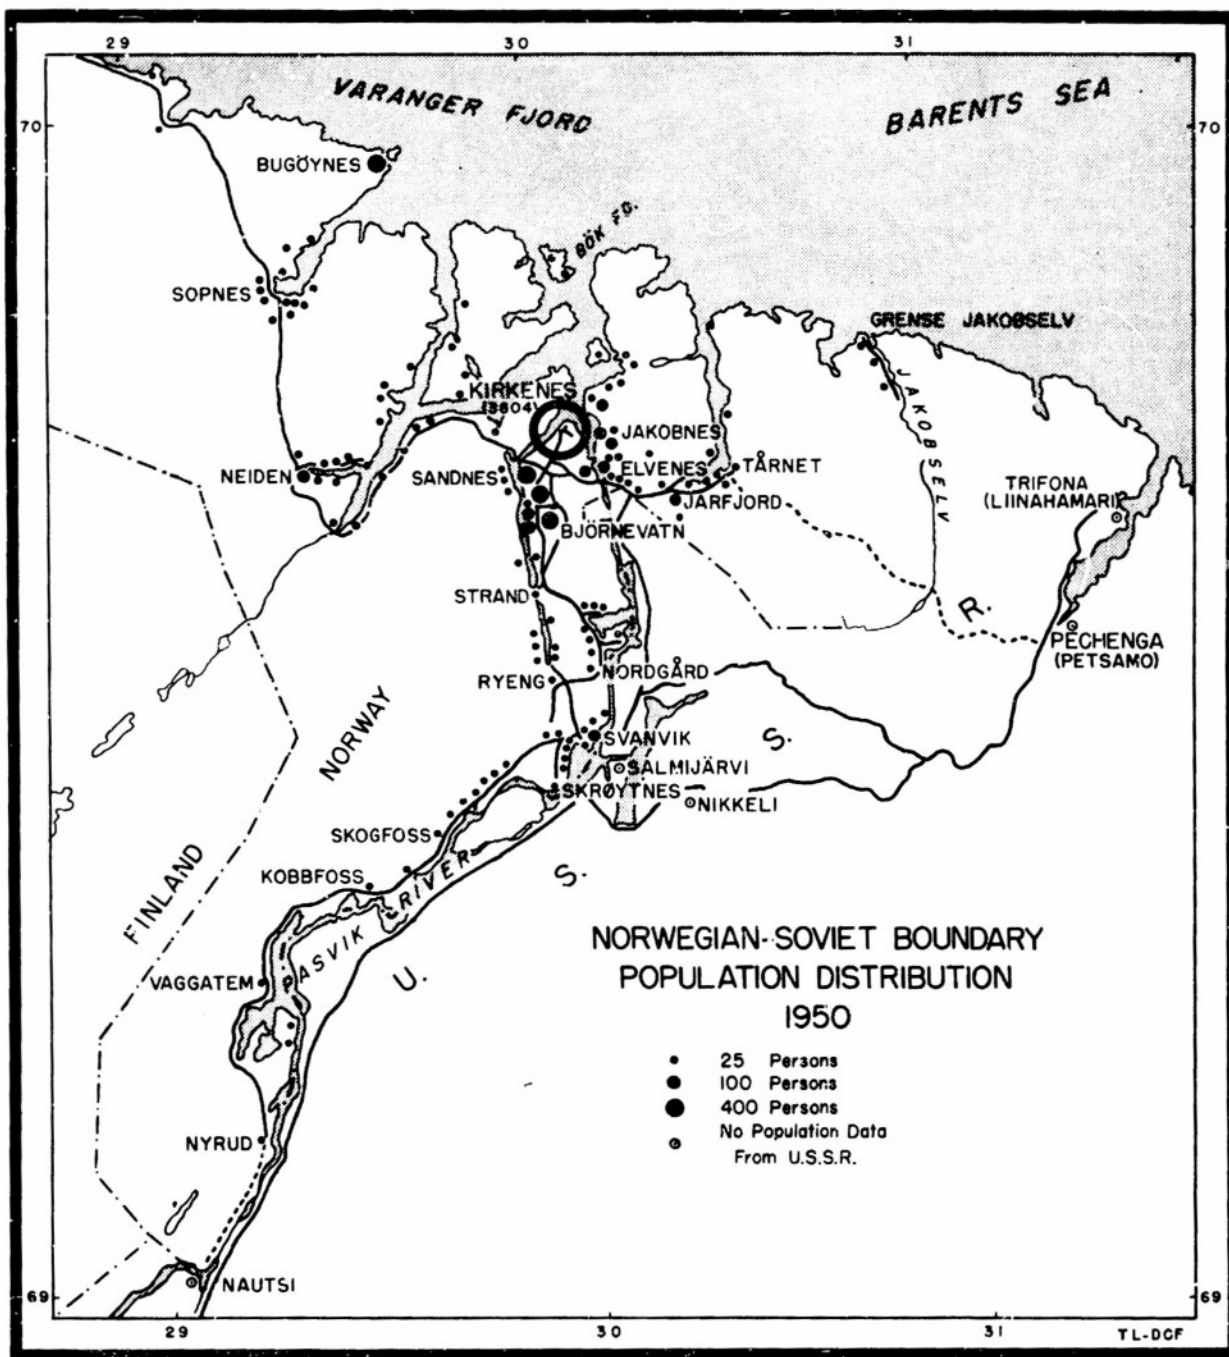 29
30
31
VARANGER FJORD
BARENTS SEA
70
70
BUGÖYNES
BÖK FD.
SOPNES
GRENSE JAKOBSELV
KIRKENES
(3604)
JAKOBSELV
JAKOBNES
NEIDEN
SANDNES
ELVENES
TÅRNET
TRIFONA
(LIINAHAMARI)
JARFJORD
BJÖRNEVATN
STRAND
R.
PECHENGA
(PETSAMO)
RYENG
NORDGÅRD
NORWAY
SVANVIK
S.
SALMIJÄRVI
SKRØYTNES
NIKKELI
SKOGFOSS
FINLAND
KOBBFOSS
S.
PASVIK RIVER
U.
VAGGATEM
NORWEGIAN-SOVIET BOUNDARY
POPULATION DISTRIBUTION
1950
25 Persons
100 Persons
400 Persons
No Population Data
From U.S.S.R.
NYRUD
NAUTSI
69
69
29
30
31
TL-DCF